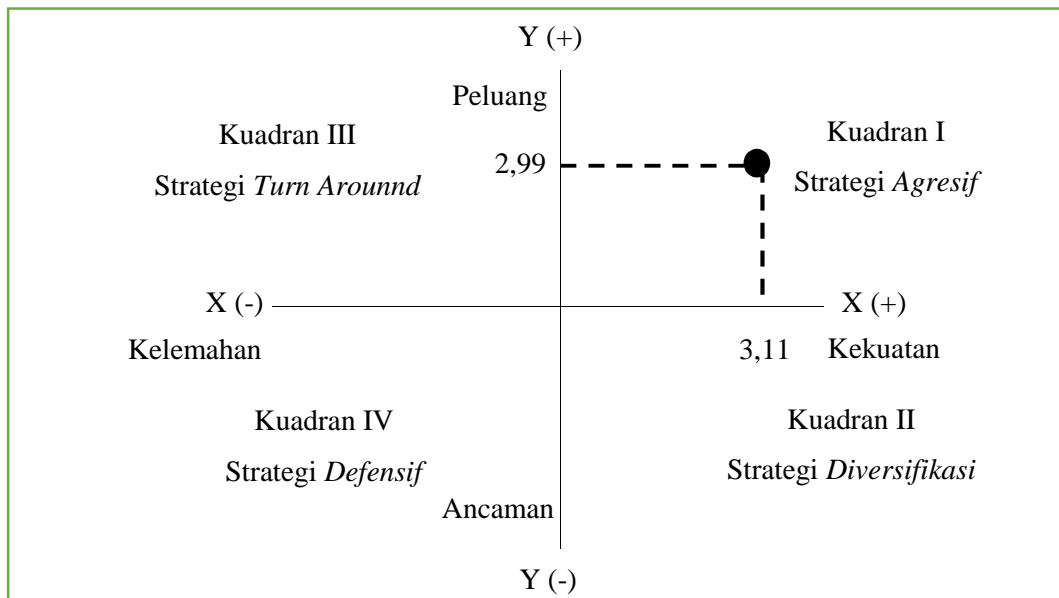 Y (+)
Peluang
Kuadran III
Kuadran I
2,99
Strategi Turn Arounnd
Strategi Agresif
X (-)
X (+)
Kelemahan
3,11
Kekuatan
Kuadran IV
Kuadran II
Strategi Defensif
Strategi Diversifikasi
Ancaman
Y (-)